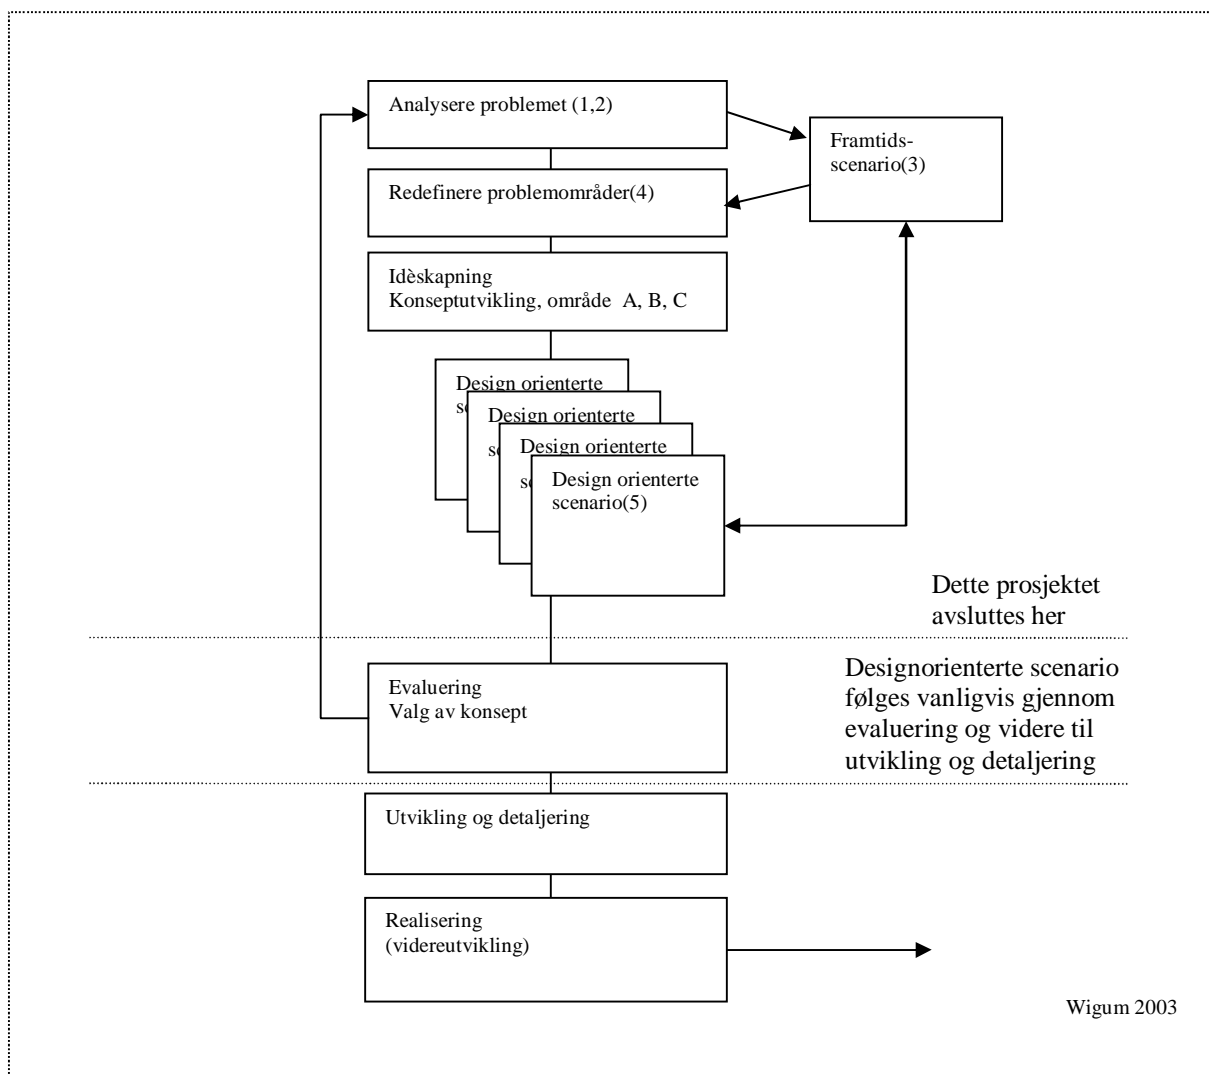 Analysere problemet (1,2)
Framtids-
scenario(3)
Redefinere problemområder(4)
Idèskapning
Konseptutvikling, område  A, B, C
Design orterte
Design orienterte
Design orienterte
Design orienterte
scenario(5)
Dette prosjektet
avsluttes her
Designorienterte scenario
følges vanligvis gjennom
evaluering og videre til
utvikling og detaljering
Evaluering
Valg av konsept
Utvikling og detaljering
Realisering
(videreutvikling)
Wigum 2003